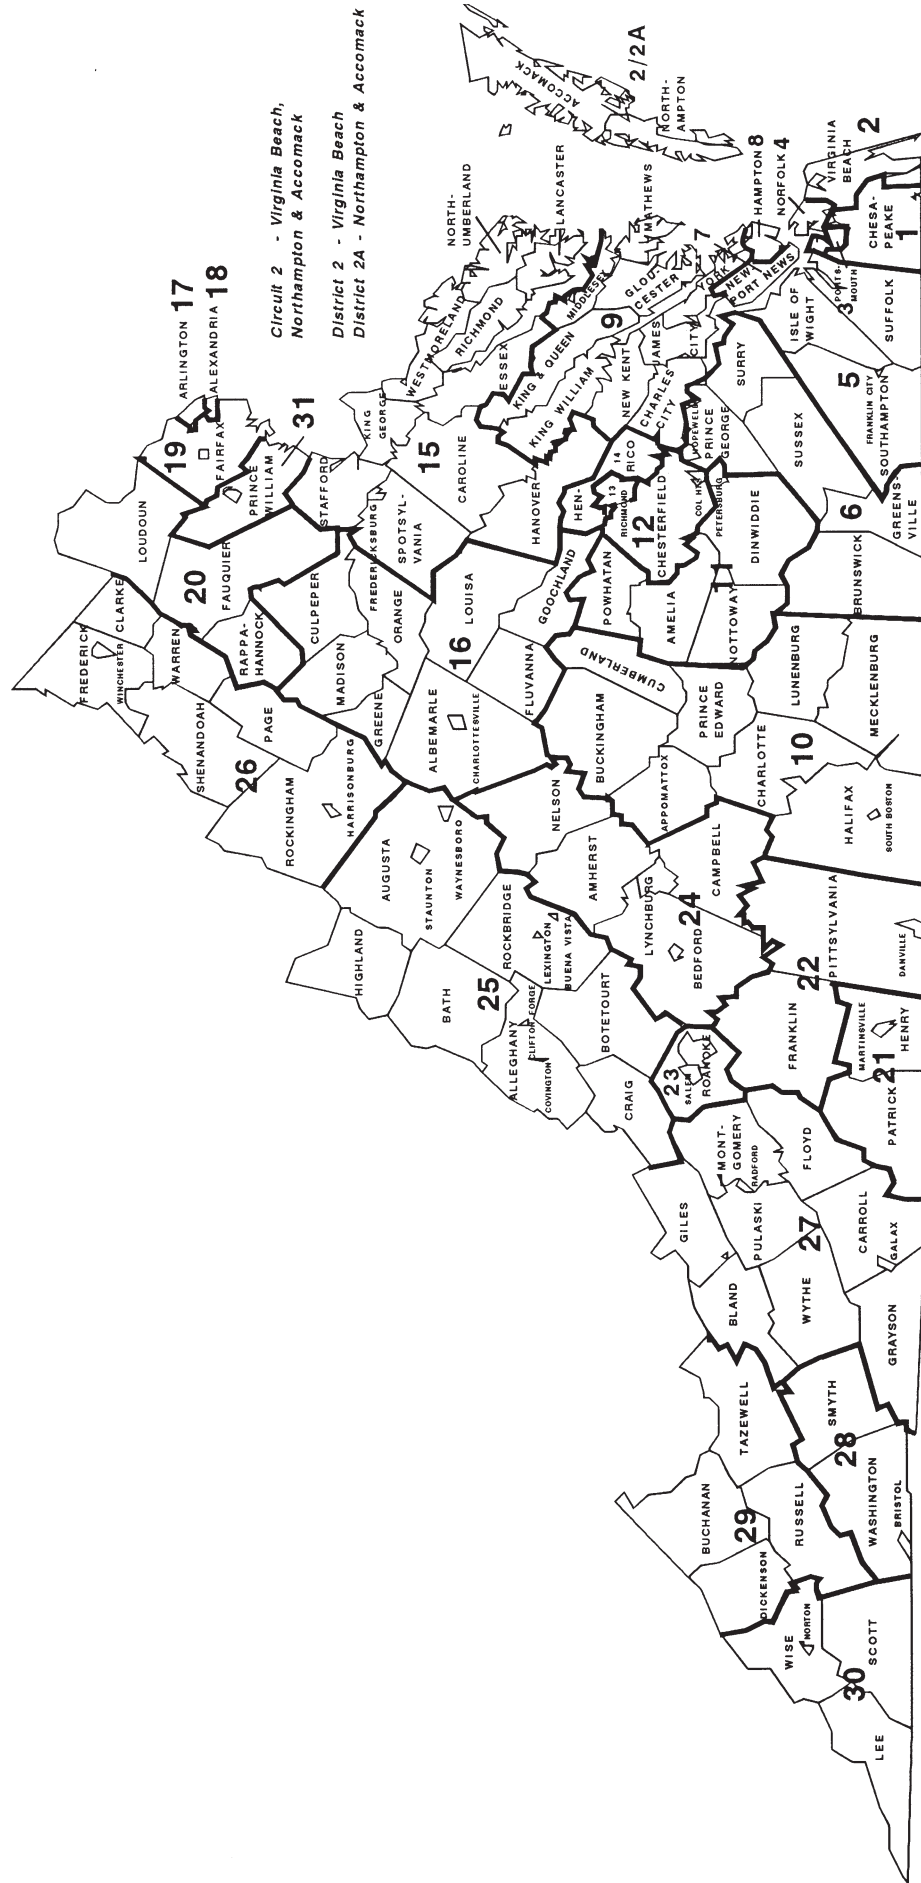 Circuit 2 - Virginia Beach,
Northampton & Accomack
District 2 - Virginia Beach
District 2A - Northampton & Accomack
ARLINGTON 17
ALEXANDRIA 18
19
FAIRFAX
31
PRINCE
WILLIAM
LOUDOUN
20
FAUQUIER
RAPPA-
HANNOCK
CLARKE
FREDERICK
WINCHESTER
WARREN
SHENANDOAH
PAGE
26
ROCKINGHAM
HARRISONBURG
STAFFORD
KING
GEORGE
15
CAROLINE
FREDERICKSBURG
SPOTSYL-
VANIA
HANOVER
WESTMORELAND
RICHMOND
NORTH-
UMBERLAND
LANCASTER
ESSEX
HEN-
14
RICO
13
RICHMOND
CULPEPER
MADISON
ORANGE
GREENE
16
LOUISA
GOOCHLAND
FLUVANNA
ALBEMARLE
CHARLOTTESVILLE
MIDDLESEX
MATHEWS
GLOU-
CESTER
KING & QUEEN
9
KING WILLIAM
NEW KENT
CHARLES
CITY
JAMES
CITY
7
YORK
NEW-
PORT NEWS
HAMPTON 8
NORFOLK 4
VIRGINIA
BEACH
2
CHESA-
PEAKE
1
3
PORTS-
MOUTH
ACCOMACK
NORTH-
AMPTON
2/2A
ISLE OF
WIGHT
SUFFOLK
5
FRANKLIN CITY
SOUTHAMPTON
HOPEWELL
PRINCE
GEORGE
SURRY
SUSSEX
6
GREENS-
VILLE
BRUNSWICK
12
CHESTERFIELD
COL HTS
PETERSBURG
DINWIDDIE
11
NOTTOWAY
AMELIA
POWHATAN
CUMBERLAND
BUCKINGHAM
PRINCE
EDWARD
APPOMATTOX
CHARLOTTE
LUNENBURG
MECKLENBURG
10
HALIFAX
SOUTH BOSTON
HIGHLAND
AUGUSTA
STAUNTON
WAYNESBORO
BATH
25
ROCKBRIDGE
LEXINGTON
BUENA VISTA
ALLEGHANY
CLIFTON FORGE
COVINGTON
BOTETOURT
CRAIG
NELSON
AMHERST
LYNCHBURG
24
BEDFORD
CAMPBELL
23
SALEM
ROANOKE
22
FRANKLIN
PITTSYLVANIA
DANVILLE
MARTINSVILLE
21
HENRY
PATRICK
MONT-
GOMERY
RADFORD
FLOYD
GILES
PULASKI
27
CARROLL
GALAX
BLAND
WYTHE
GRAYSON
TAZEWELL
SMYTH
28
WASHINGTON
BRISTOL
BUCHANAN
29
RUSSELL
DICKENSON
WISE
NORTON
30
SCOTT
LEE